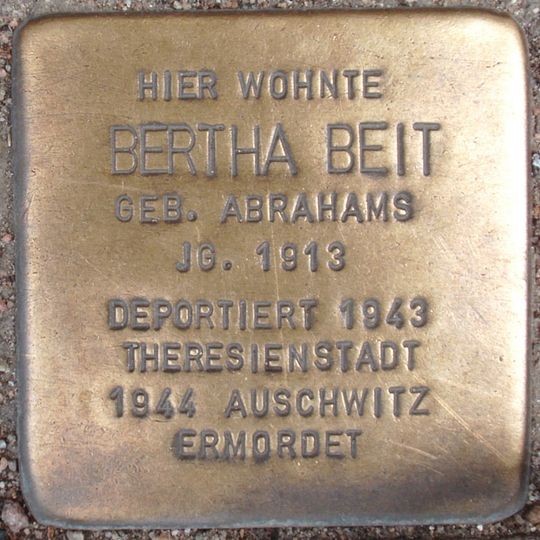 HIER WOHNTE
BERTHA BEIT
GEB. ABRAHAMS
JG. 1913
DEPORTIERT 1943
THERESIENSTADT
1944 AUSCHWITZ
ERMORDET